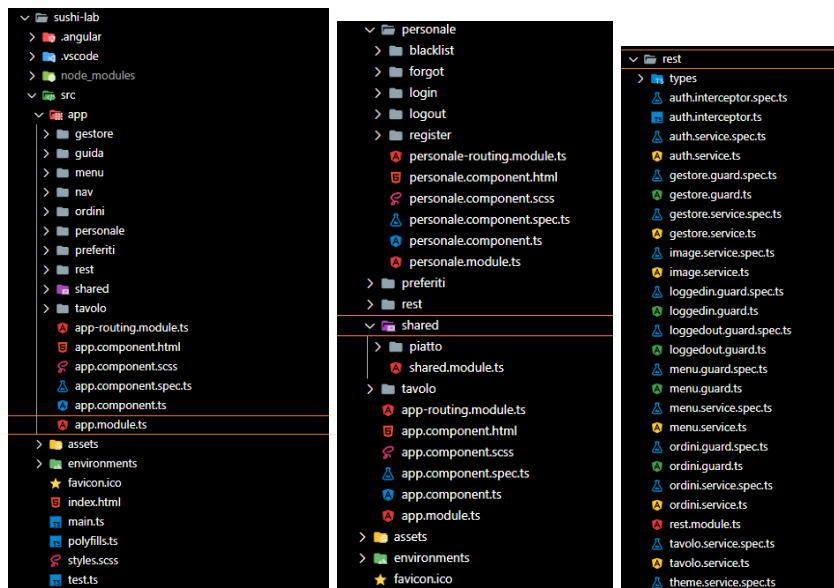 sushi-lab
.angular
.vscode
node_modules
src
app
gestore
guida
menu
nav
ordini
personale
preferiti
rest
shared
tavolo
app-routing.module.ts
app.component.html
app.component.scss
app.component.spec.ts
app.component.ts
app.module.ts
assets
environments
favicon.ico
index.html
main.ts
polyfills.ts
styles.scss
test.ts
personale
blacklist
forgot
login
logout
register
personale-routing.module.ts
personale.component.html
personale.component.scss
personale.component.spec.ts
personale.component.ts
personale.module.ts
preferiti
rest
shared
piatto
shared.module.ts
tavolo
app-routing.module.ts
app.component.html
app.component.scss
app.component.spec.ts
app.component.ts
app.module.ts
assets
environments
favicon.ico
rest
types
auth.interceptor.spec.ts
auth.interceptor.ts
auth.service.spec.ts
auth.service.ts
gestore.guard.spec.ts
gestore.guard.ts
gestore.service.spec.ts
gestore.service.ts
image.service.spec.ts
image.service.ts
loggedin.guard.spec.ts
loggedin.guard.ts
loggedout.guard.spec.ts
loggedout.guard.ts
menu.guard.spec.ts
menu.guard.ts
menu.service.spec.ts
menu.service.ts
ordini.guard.spec.ts
ordini.guard.ts
ordini.service.spec.ts
ordini.service.ts
rest.module.ts
tavolo.service.spec.ts
tavolo.service.ts
theme.service.spec.ts